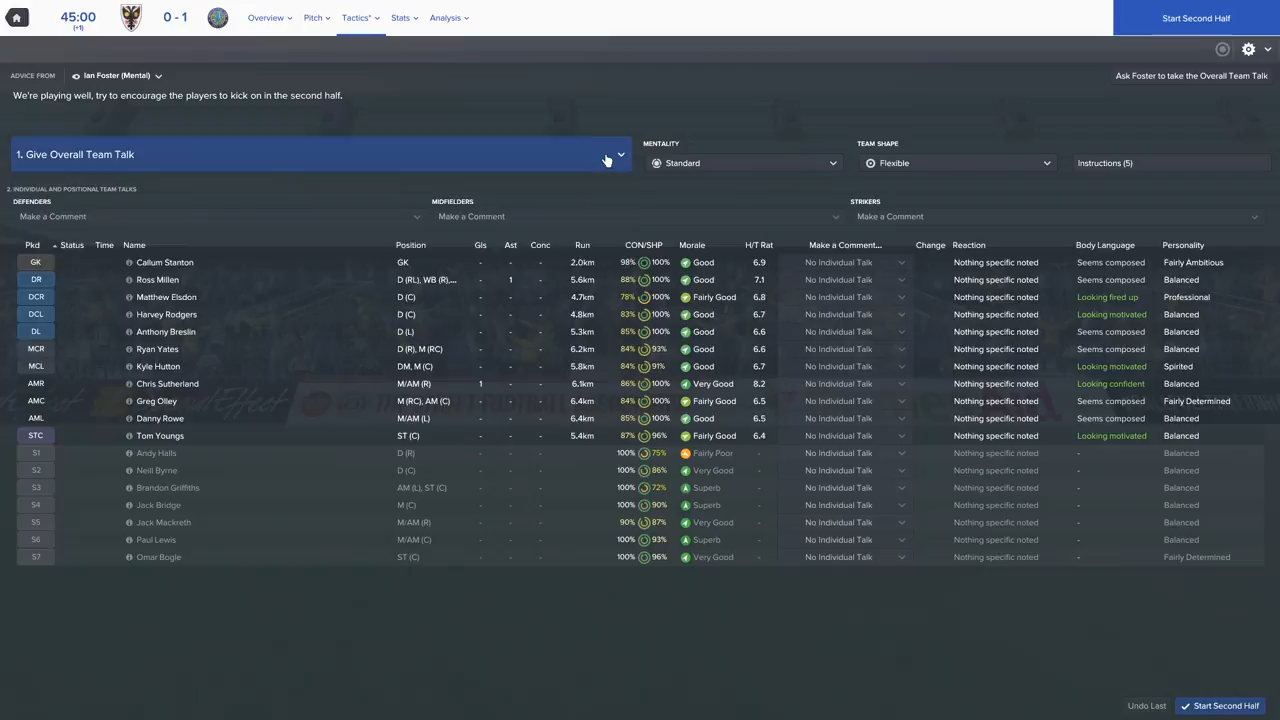 45:00 (+1) 0 - 1 Overview Pitch Tactics* Stats Analysis Start Second Half
ADVICE FROM Ian Foster (Mental) Ask Foster to take the Overall Team Talk
We're playing well, try to encourage the players to kick on in the second half.
1. Give Overall Team Talk
MENTALITY TEAM SHAPE
Standard Flexible Instructions (5)
2. INDIVIDUAL AND POSITIONAL TEAM TALKS
DEFENDERS MIDFIELDERS STRIKERS
Make a Comment Make a Comment Make a Comment
Pkd Status Time Name Position Gls Ast Conc Run CON/SHP Morale H/T Rat Make a Comment... Change Reaction Body Language Personality
GK Callum Stanton GK - - - 2.0km 98% 100% Good 6.9 No Individual Talk Nothing specific noted Seems composed Fairly Ambitious
DR Ross Millen D (RL), WB (R),... - 1 - 5.6km 88% 100% Good 7.1 No Individual Talk Nothing specific noted Seems composed Balanced
DCR Matthew Elsdon D (C) - - - 4.7km 78% 100% Fairly Good 6.8 No Individual Talk Nothing specific noted Looking fired up Professional
DCL Harvey Rodgers D (C) - - - 4.8km 83% 100% Good 6.7 No Individual Talk Nothing specific noted Looking motivated Balanced
DL Anthony Breslin D (L) - - - 5.3km 85% 100% Good 6.6 No Individual Talk Nothing specific noted Seems composed Balanced
MCR Ryan Yates D (R), M (RC) - - - 6.2km 84% 93% Good 6.6 No Individual Talk Nothing specific noted Seems composed Balanced
MCL Kyle Hutton DM, M (C) - - - 5.8km 84% 91% Good 6.7 No Individual Talk Nothing specific noted Looking motivated Spirited
AMR Chris Sutherland M/AM (R) 1 - - 6.1km 86% 100% Very Good 8.2 No Individual Talk Nothing specific noted Looking confident Balanced
AMC Greg Olley M (RC), AM (C) - - - 6.4km 84% 100% Fairly Good 6.5 No Individual Talk Nothing specific noted Seems composed Fairly Determined
AML Danny Rowe M/AM (L) - - - 6.4km 85% 100% Good 6.5 No Individual Talk Nothing specific noted Seems composed Balanced
STC Tom Youngs ST (C) - - - 5.4km 87% 96% Fairly Good 6.4 No Individual Talk Nothing specific noted Looking motivated Balanced
S1 Andy Halls D (R) 100% 75% Fairly Poor - No Individual Talk Nothing specific noted - Balanced
S2 Neill Byrne D (C) 100% 86% Very Good - No Individual Talk Nothing specific noted - Balanced
S3 Brandon Griffiths AM (L), ST (C) 100% 72% Superb - No Individual Talk Nothing specific noted - Balanced
S4 Jack Bridge M (C) 100% 90% Superb - No Individual Talk Nothing specific noted - Balanced
S5 Jack Mackreth M/AM (R) 90% 87% Very Good - No Individual Talk Nothing specific noted - Balanced
S6 Paul Lewis M/AM (C) 100% 93% Superb - No Individual Talk Nothing specific noted - Balanced
S7 Omar Bogle ST (C) 100% 96% Very Good - No Individual Talk Nothing specific noted - Fairly Determined
Undo Last Start Second Half